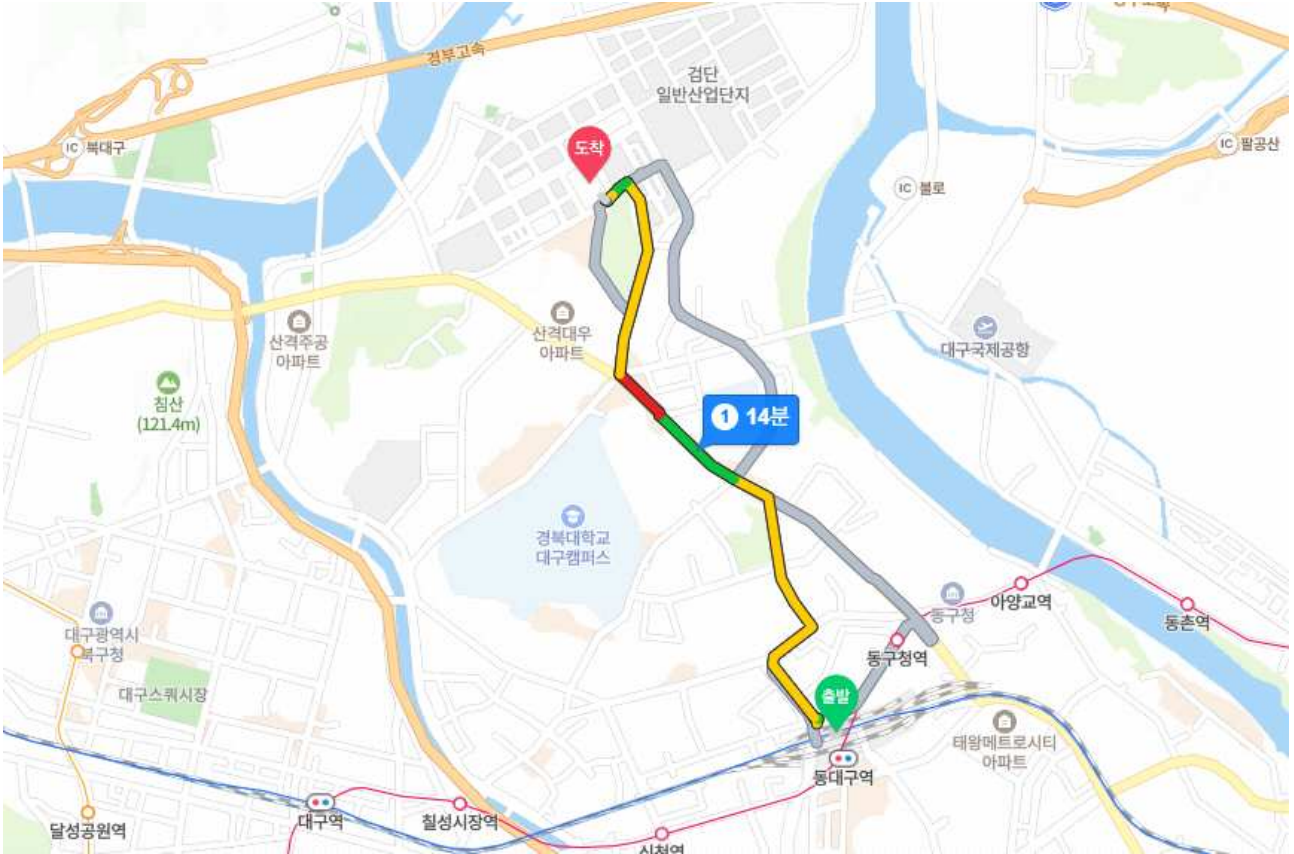 경부고속
검단
일반산업단지
IC 북대구
도착
IC 팔공산
IC 불로
산격주공
아파트
산격대우
아파트
대구국제공항
침산
(121.4m)
1 14분
경북대학교
대구캠퍼스
대구광역시
북구청
동구청
아양교역
동촌역
동구청역
대구스퀘어시장
출발
태왕메트로시티
아파트
동대구역
달성공원역
대구역
칠성시장역
신천역